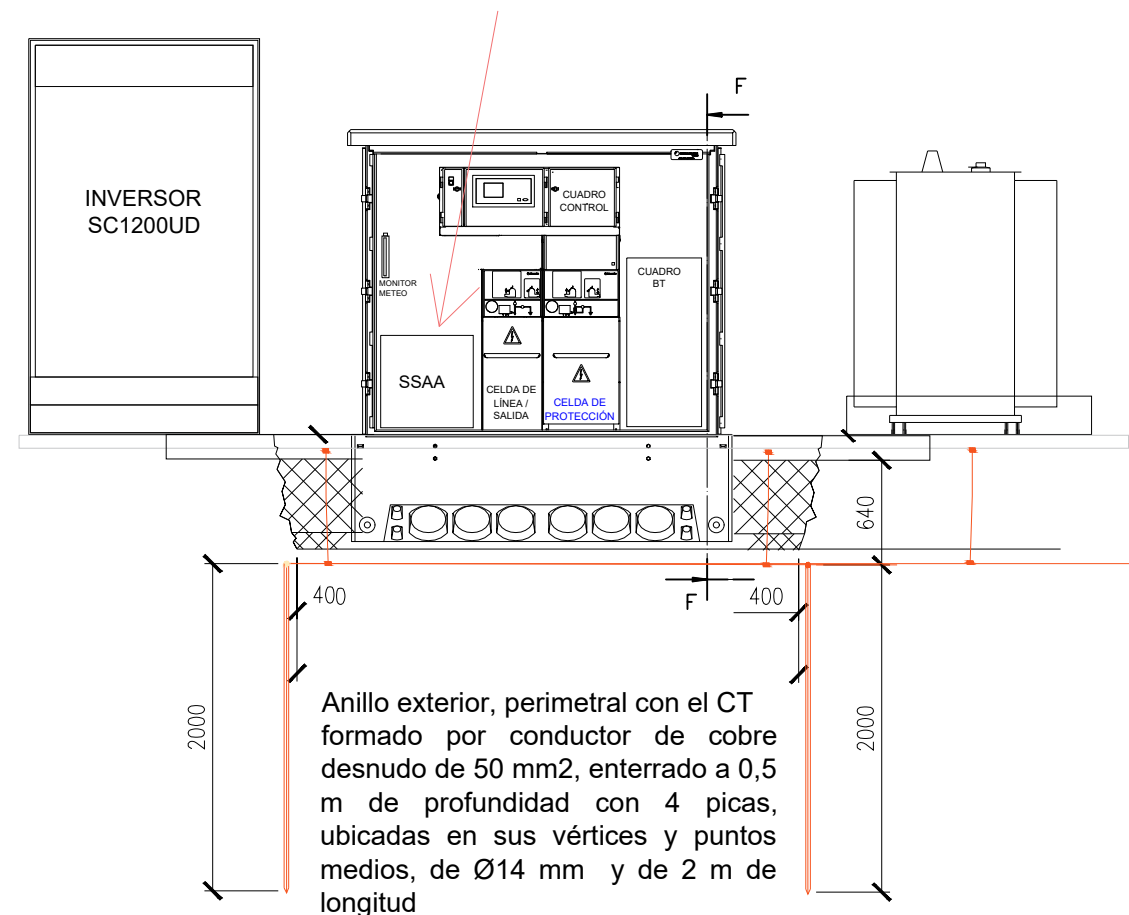 F
INVERSOR
SC1200UD
CUADRO
CONTROL
MONITOR
METEO
CUADRO
BT
SSAA
CELDA DE
LÍNEA /
SALIDA
CELDA DE
PROTECCIÓN
640
400
F
400
2000
2000
Anillo exterior, perimetral con el CT
formado por conductor de cobre
desnudo de 50 mm2, enterrado a 0,5
m de profundidad con 4 picas,
ubicadas en sus vértices y puntos
medios, de Ø14 mm y de 2 m de
longitud